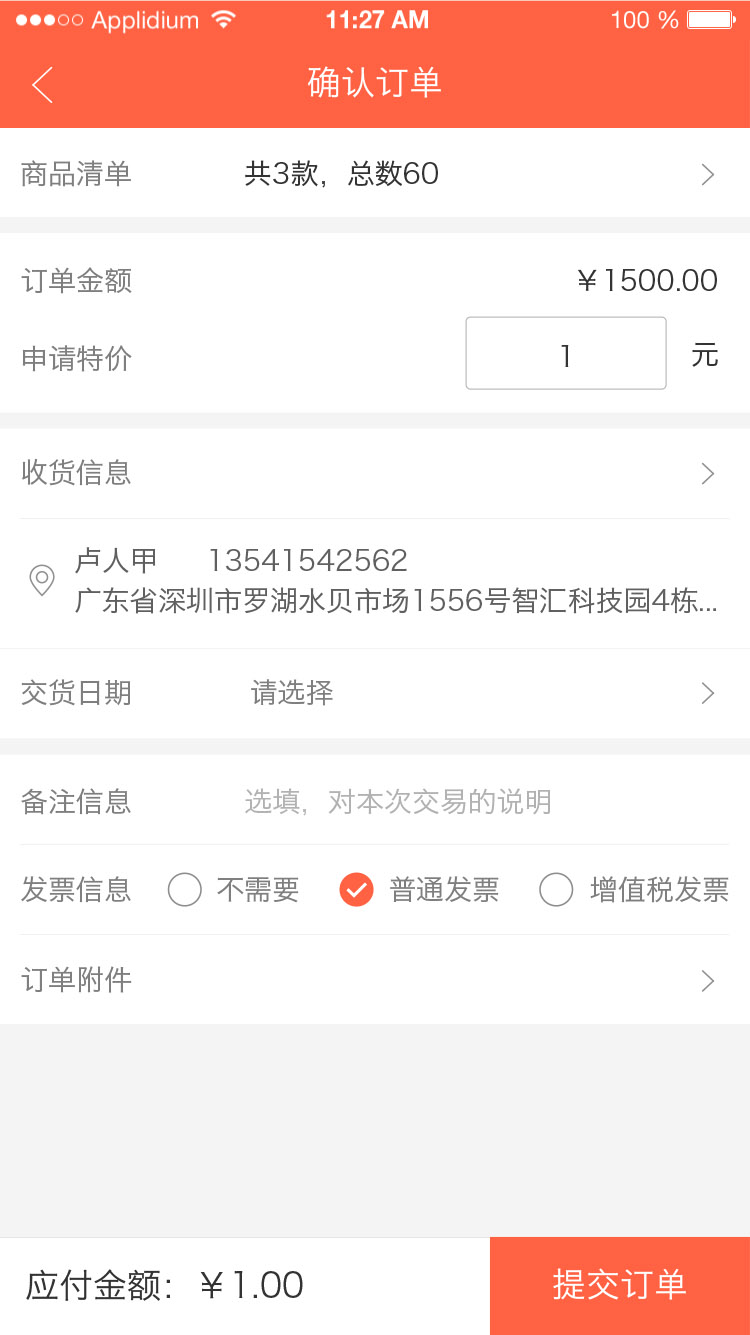 Applidium 11:27 AM 100 %
确认订单
商品清单 共3款，总数60
订单金额 ￥1500.00
申请特价 1 元
收货信息
卢人甲 13541542562
广东省深圳市罗湖水贝市场1556号智汇科技园4栋...
交货日期 请选择
备注信息 选填，对本次交易的说明
发票信息 不需要 普通发票 增值税发票
订单附件
应付金额：￥1.00 提交订单